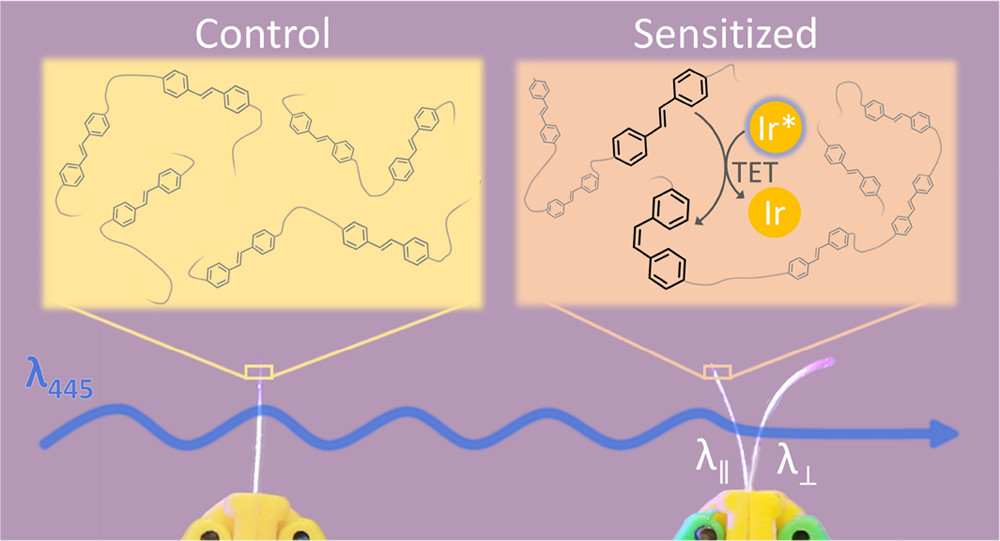 Control
Sensitized
Ir*
TET
Ir
λ445
λ∥
λ⊥